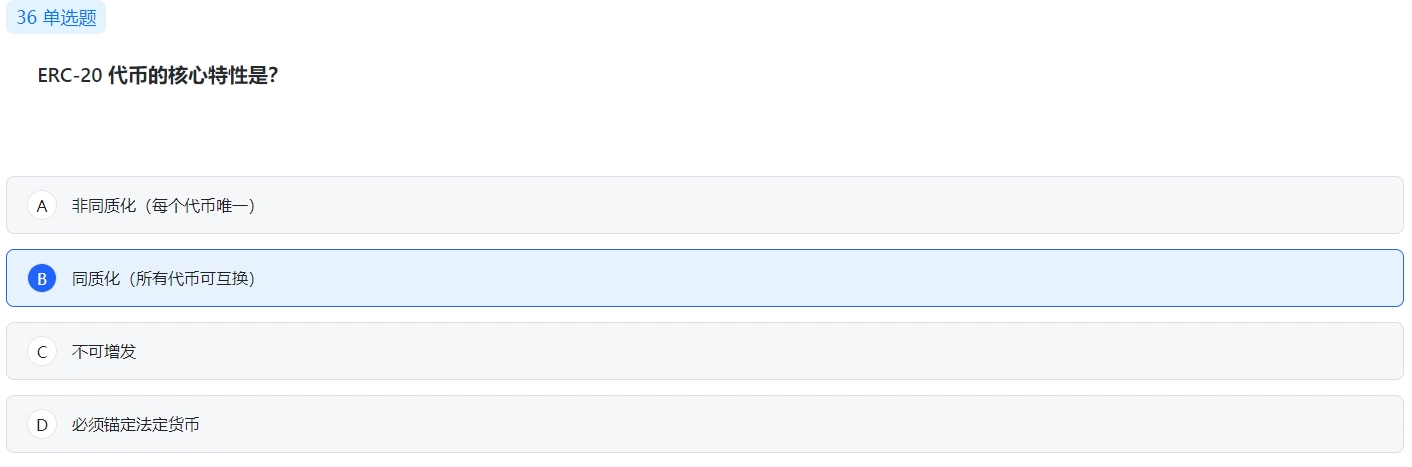 36 单选题
ERC-20 代币的核心特性是？
A 非同质化（每个代币唯一）
B 同质化（所有代币可互换）
C 不可增发
D 必须锚定法定货币